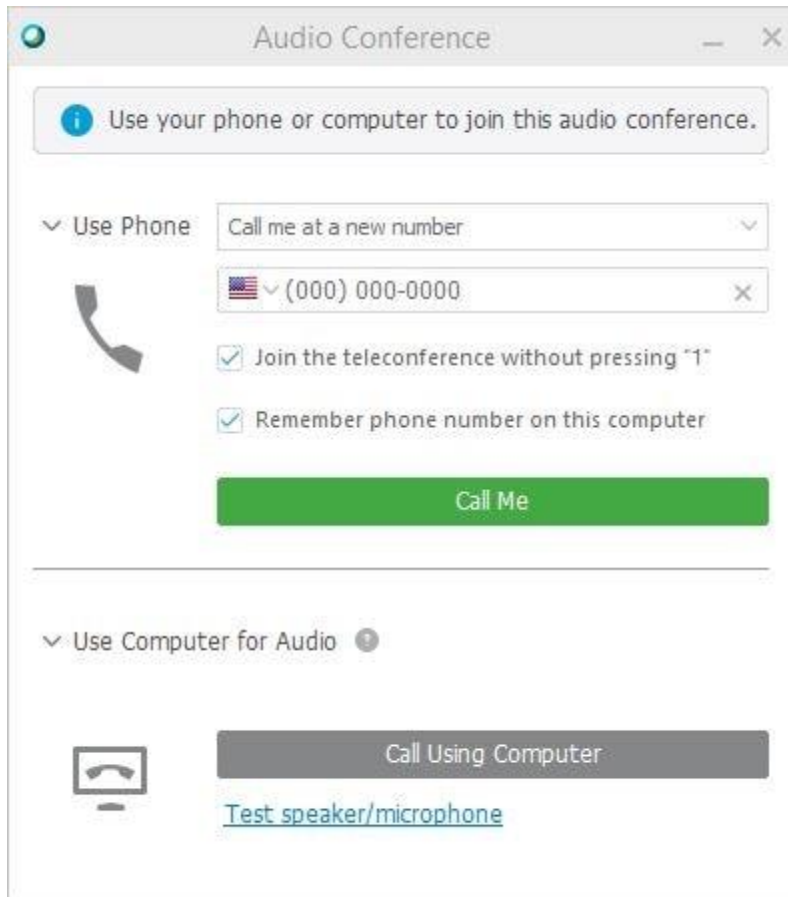 Audio Conference
Use your phone or computer to join this audio conference.
Use Phone
Call me at a new number
(000) 000-0000
Join the teleconference without pressing "1"
Remember phone number on this computer
Call Me
Use Computer for Audio
Call Using Computer
Test speaker/microphone